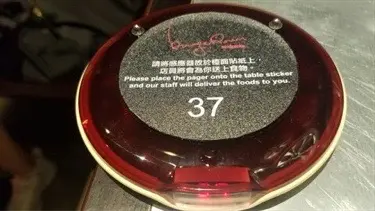 請將感應器放於檯面貼紙上，
店員將會為你送上食物。
Please place the pager onto the table sticker
and our staff will deliver the foods to you.
37